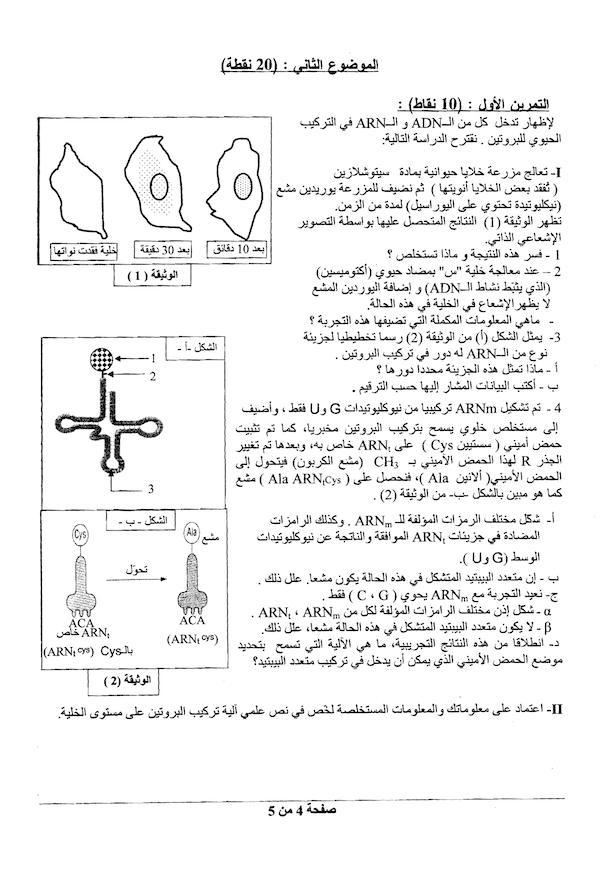 الموضوع الثاني : (20 نقطة)
التمرين الأول : (10 نقاط) :
لإظهار تدخل كل من الـADN و الـARN في التركيب
الحيوي للبروتين . نقترح الدراسة التالية:
I- تعالج مزرعة خلايا حيوانية بمادة سيتوشلازين
( تُفقد بعض الخلايا أنويتها ) ثم نضيف للمزرعة يوريدين مشع
(نيكليوتيدة تحتوي على اليوراسيل) لمدة من الزمن.
تظهر الوثيقة (1) النتائج المتحصل عليها بواسطة التصوير
الإشعاعي الذاتي.
1 - فسر هذه النتيجة و ماذا تستخلص ؟
2 – عند معالجة خلية "س" بمضاد حيوي (أكتوميسين)
(الذي يثبّط نشاط الـADN) و إضافة اليوردين المشع
لا يظهر الإشعاع في الخلية في هذه الحالة.
- ماهي المعلومات المكملة التي تضيفها هذه التجربة ؟
3- يمثل الشكل (أ) من الوثيقة (2) رسما تخطيطيا لجزيئة
نوع من الـARN له دور في تركيب البروتين .
أ - ماذا تمثل هذه الجزيئة محددا دورها ؟
ب - أكتب البيانات المشار إليها حسب الترقيم .
4 - تم تشكيل ARNm تركيبيا من نيوكليوتيدات G وU فقط ، وأضيف
إلى مستخلص خلوي يسمح بتركيب البروتين مخبريا، كما تم تثبيت
حمض أميني ( سستيين Cys ) على ARNt خاص به، وبعدها تم تغيير
الجذر R لهذا الحمض الأميني بـ CH3 (مشع الكربون) فيتحول إلى
الحمض الأميني( ألانين Ala )، فنحصل على ( Ala ARNtCys ) مشع
كما هو مبين بالشكل -ب- من الوثيقة (2) .
أ- شكل مختلف الرمزات المؤلفة للـ ARNm . وكذلك الرامزات
المضادة في جزيئات ARNt الموافقة والناتجة عن نيوكليوتيدات
الوسط (G وU ).
ب - إن متعدد البيبتيد المتشكل في هذه الحالة يكون مشعا. علل ذلك .
ج- نعيد التجربة مع ARNm يحوي ( C ، G ) فقط .
α - شكل إذن مختلف الرامزات المؤلفة لكل من ARNt ، ARNm .
β - لا يكون متعدد البيبتيد المتشكل في هذه الحالة مشعا، علل ذلك.
د- انطلاقا من هذه النتائج التجريبية، ما هي الألية التي تسمح بتحديد
موضع الحمض الأميني الذي يمكن أن يدخل في تركيب متعدد البيبتيد؟
II- اعتماد على معلوماتك والمعلومات المستخلصة لخّص في نص علمي آلية تركيب البروتين على مستوى الخلية.
بعد 10 دقائق
بعد 30 دقيقة
خلية فقدت نواتها
الوثيقة ( 1 )
الشكل -أ-
1
2
3
الشكل - ب -
Cys
Ala
مشع
تحوّل
ACA
ACA
ARNt خاص
بالـCys (ARNt cys)
(ARNt cys)
الوثيقة (2)
صفحة 4 من 5